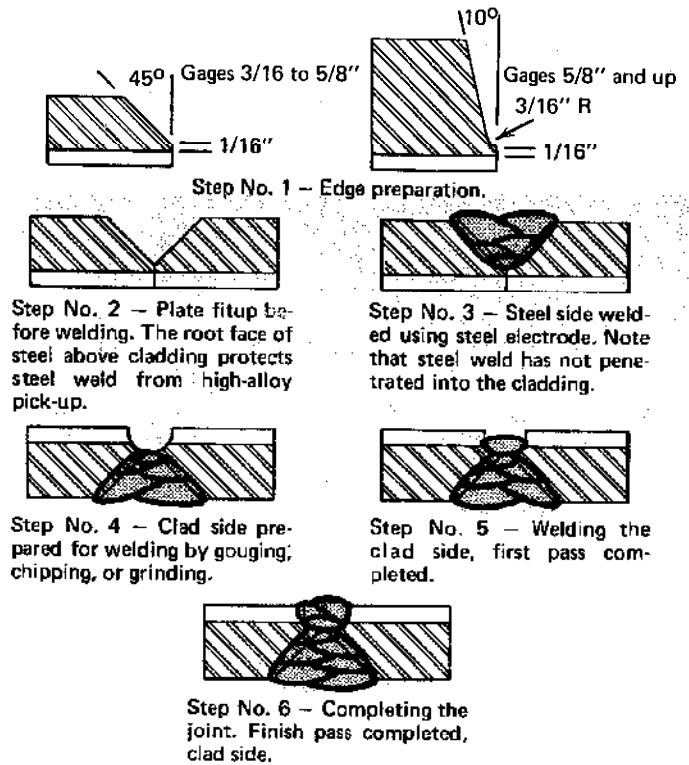 10º
45º
Gages 3/16 to 5/8"
Gages 5/8" and up
3/16" R
1/16"
1/16"
Step No. 1 – Edge preparation.
Step No. 2 – Plate fitup be-
fore welding. The root face of
steel above cladding protects
steel weld from high-alloy
pick-up.
Step No. 3 – Steel side weld-
ed using steel electrode. Note
that steel weld has not pene-
trated into the cladding.
Step No. 4 – Clad side pre-
pared for welding by gouging,
chipping, or grinding.
Step No. 5 – Welding the
clad side, first pass com-
pleted.
Step No. 6 – Completing the
joint. Finish pass completed,
clad side.